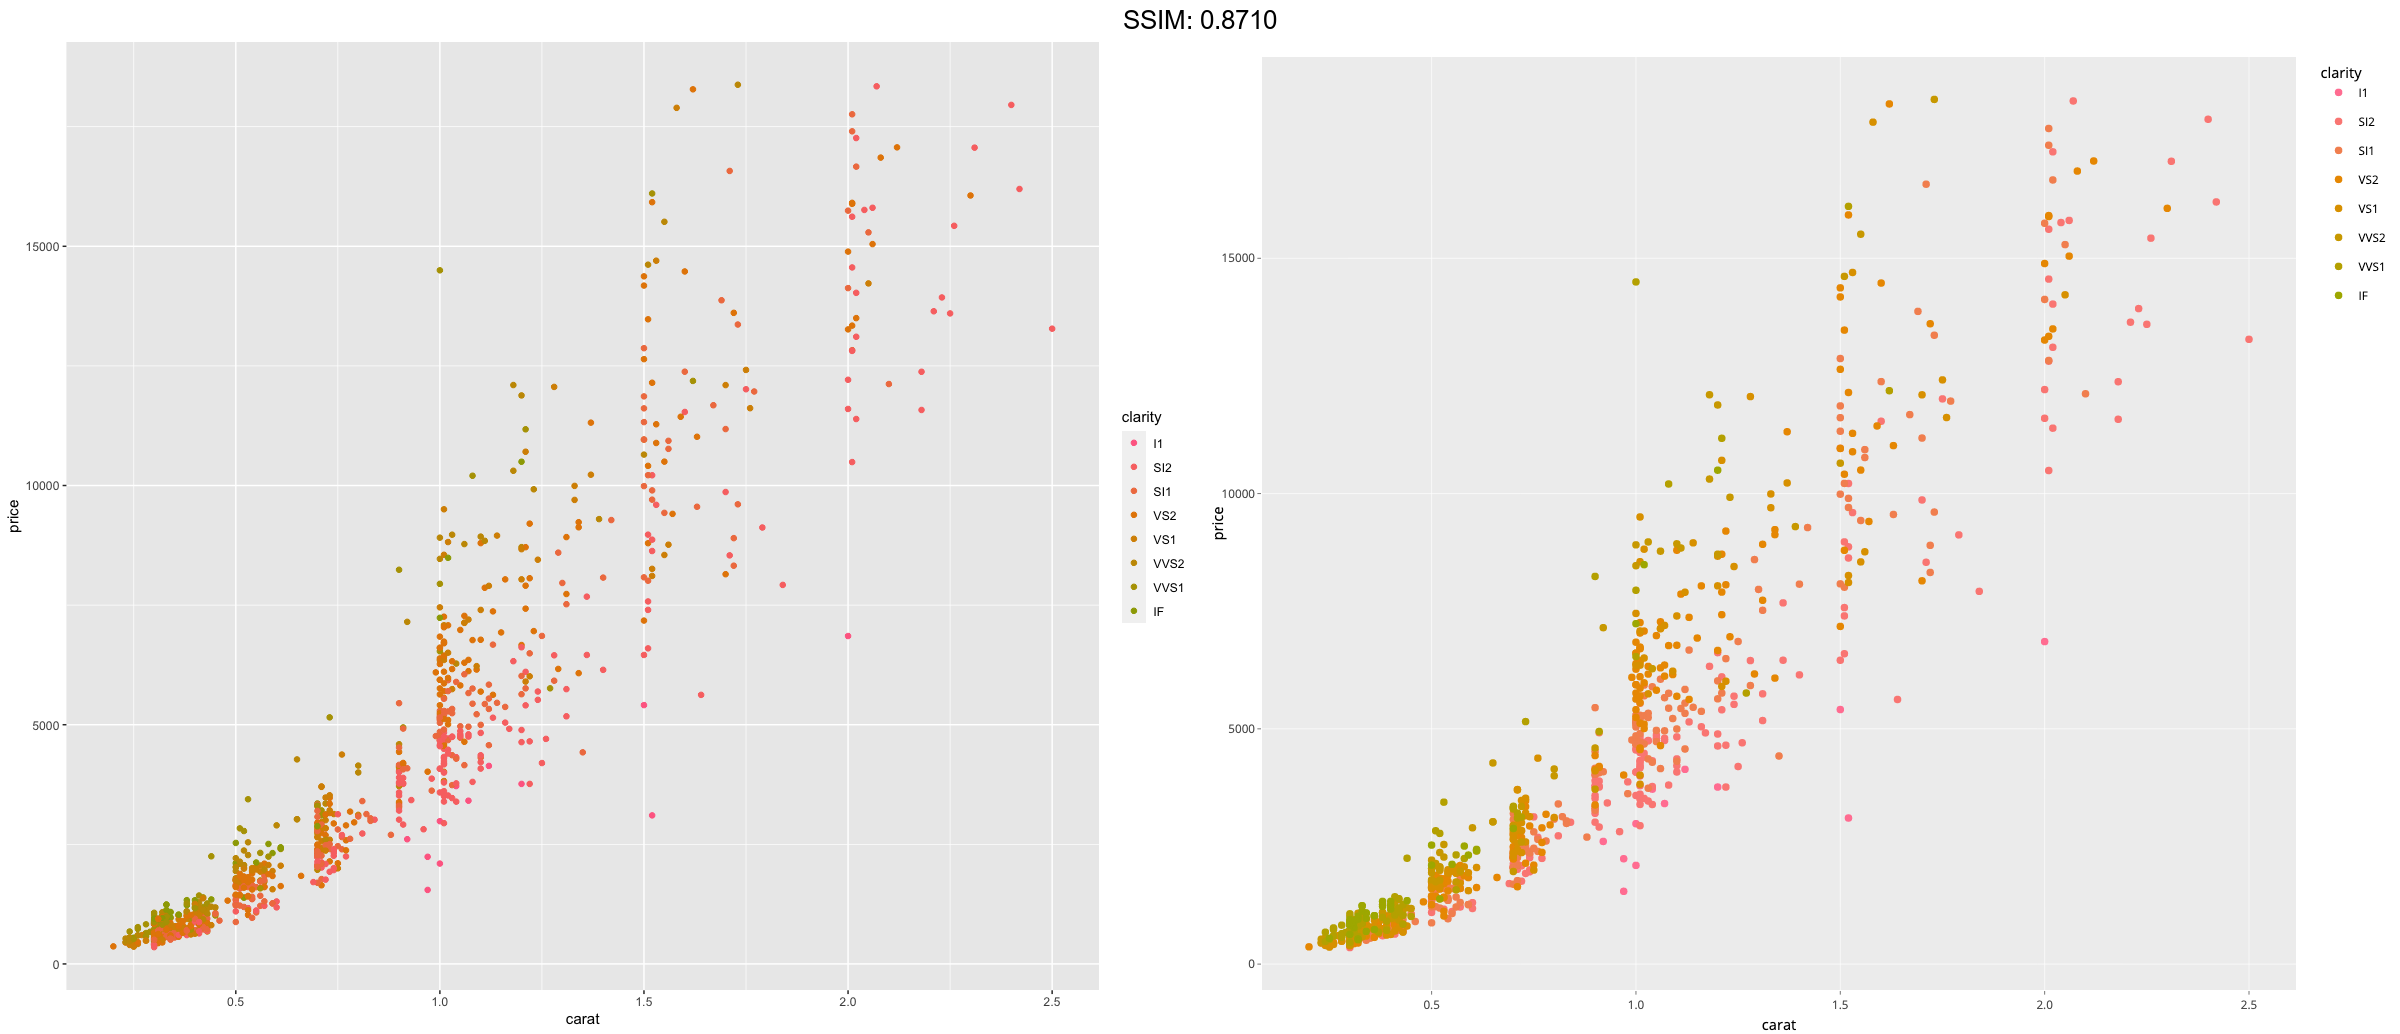 SSIM: 0.8710
price
15000
10000
5000
0
0.5
1.0
1.5
2.0
2.5
carat
clarity
I1
SI2
SI1
VS2
VS1
VVS2
VVS1
IF
price
15000
10000
5000
0
0.5
1.0
1.5
2.0
2.5
carat
clarity
I1
SI2
SI1
VS2
VS1
VVS2
VVS1
IF